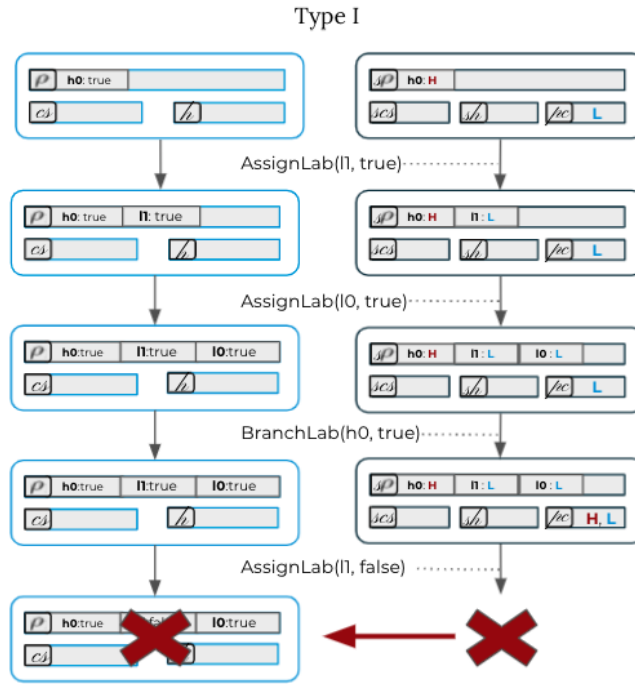 Type I
ρ h0: true
sρ h0: H
cs h
scs sh pc L
AssignLab(l1, true)
ρ h0: true l1: true
sρ h0: H l1 : L
cs h
scs sh pc L
AssignLab(l0, true)
ρ h0:true l1:true l0:true
sρ h0: H l1 : L l0 : L
cs h
scs sh pc L
BranchLab(h0, true)
ρ h0:true l1:true l0:true
sρ h0: H l1 : L l0 : L
cs h
scs sh pc H, L
AssignLab(l1, false)
ρ h0:true l0:true
cs